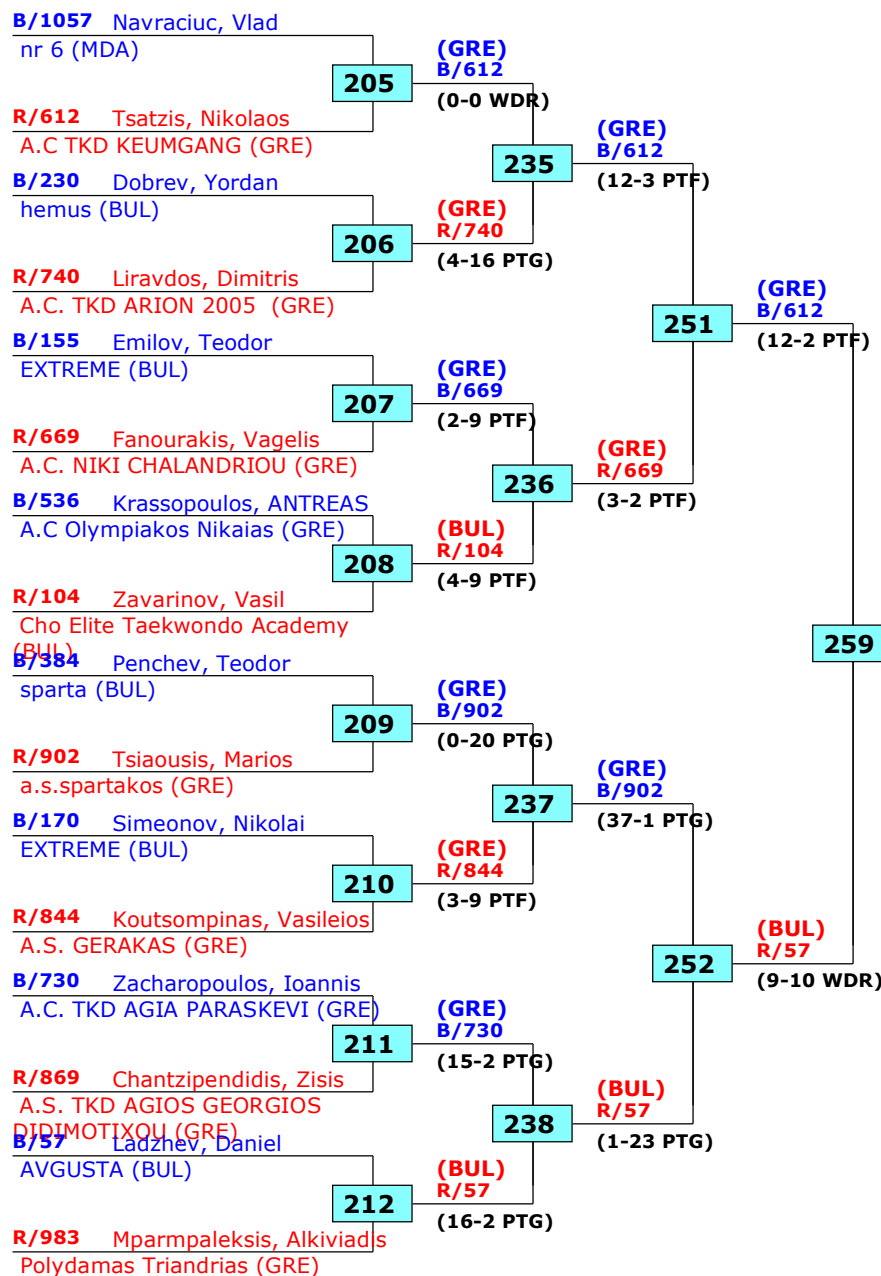 B/1057 Navraciuc, Vlad
nr 6 (MDA)
205
R/612 Tsatzis, Nikolaos
A.C TKD KEUMGANG (GRE)
B/230 Dobrev, Yordan
hemus (BUL)
206
R/740 Liravdos, Dimitris
A.C. TKD ARION 2005 (GRE)
B/155 Emilov, Teodor
EXTREME (BUL)
207
R/669 Fanourakis, Vagelis
A.C. NIKI CHALANDRIOU (GRE)
B/536 Krassopoulos, ANTREAS
A.C Olympiakos Nikaias (GRE)
208
R/104 Zavarinov, Vasil
Cho Elite Taekwondo Academy
(BUL)
B/384 Penchev, Teodor
sparta (BUL)
209
R/902 Tsiaousis, Marios
a.s.spartakos (GRE)
B/170 Simeonov, Nikolai
EXTREME (BUL)
210
R/844 Koutsompinas, Vasileios
A.S. GERAKAS (GRE)
B/730 Zacharopoulos, Ioannis
A.C. TKD AGIA PARASKEVI (GRE)
211
R/869 Chantzipendidis, Zisis
A.S. TKD AGIOS GEORGIOS
DIDIMOTIXOU (GRE)
B/57 Ladzhev, Daniel
AVGUSTA (BUL)
212
R/983 Mparmpaleksis, Alkiviadis
Polydamas Triandrias (GRE)
(GRE)
B/612
(0-0 WDR)
235
(GRE)
R/740
(4-16 PTG)
(GRE)
B/669
(2-9 PTF)
236
(BUL)
R/104
(4-9 PTF)
(GRE)
B/902
(0-20 PTG)
237
(GRE)
R/844
(3-9 PTF)
(GRE)
B/730
(15-2 PTG)
238
(BUL)
R/57
(16-2 PTG)
(GRE)
B/612
(12-3 PTF)
251
(GRE)
R/669
(3-2 PTF)
(GRE)
B/902
(37-1 PTG)
252
(BUL)
R/57
(1-23 PTG)
(GRE)
B/612
(12-2 PTF)
259
(BUL)
R/57
(9-10 WDR)